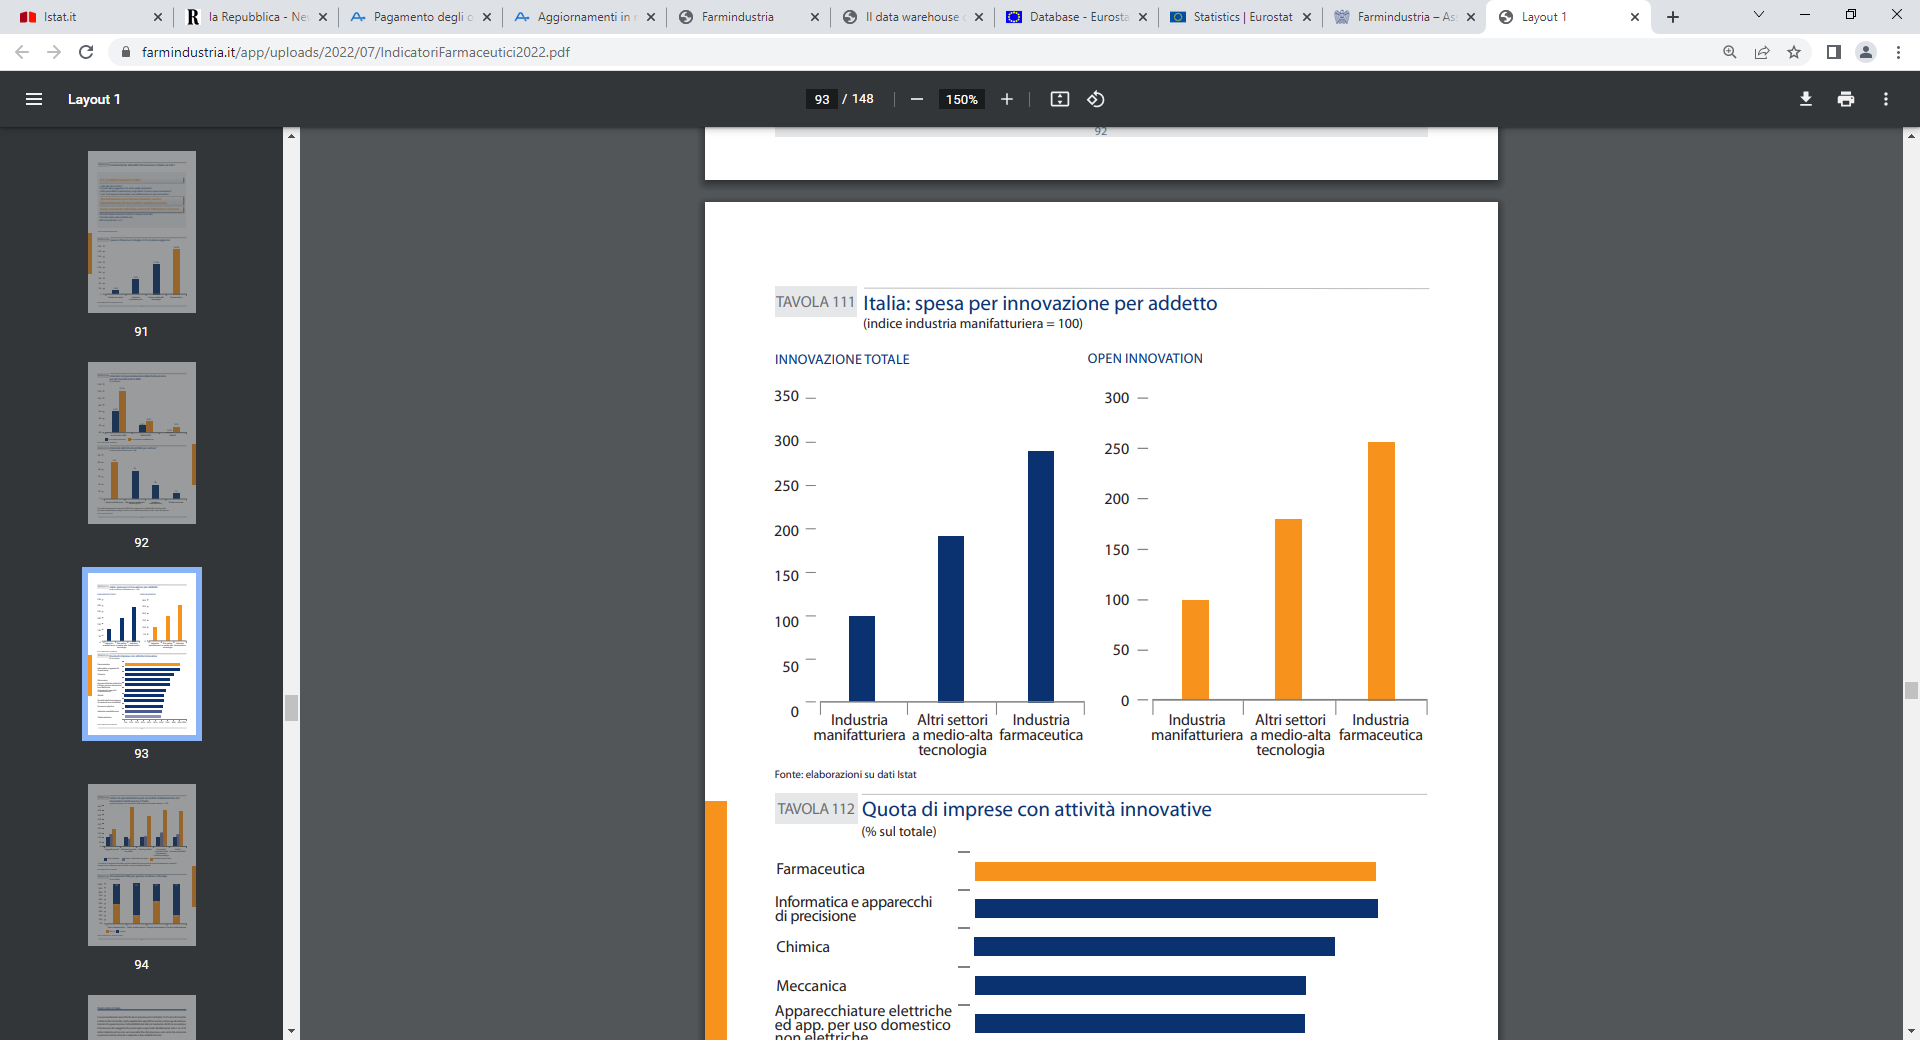 Istat.it
la Repubblica - Ne
Pagamento degli o
Aggiornamenti in r
Farmindustria
Il data warehouse
Database - Eurosta
Statistics | Eurostat
Farmindustria – As
Layout 1
farmindustria.it/app/uploads/2022/07/IndicatoriFarmaceutici2022.pdf
Layout 1
93 / 148
150%
91
92
93
94
92
TAVOLA 111 Italia: spesa per innovazione per addetto
(indice industria manifatturiera = 100)
INNOVAZIONE TOTALE
350
300
250
200
150
100
50
0
Industria manifatturiera
Altri settori a medio-alta tecnologia
Industria farmaceutica
OPEN INNOVATION
300
250
200
150
100
50
0
Industria manifatturiera
Altri settori a medio-alta tecnologia
Industria farmaceutica
Fonte: elaborazioni su dati Istat
TAVOLA 112 Quota di imprese con attività innovative
(% sul totale)
Farmaceutica
Informatica e apparecchi
di precisione
Chimica
Meccanica
Apparecchiature elettriche
ed app. per uso domestico
non elettriche